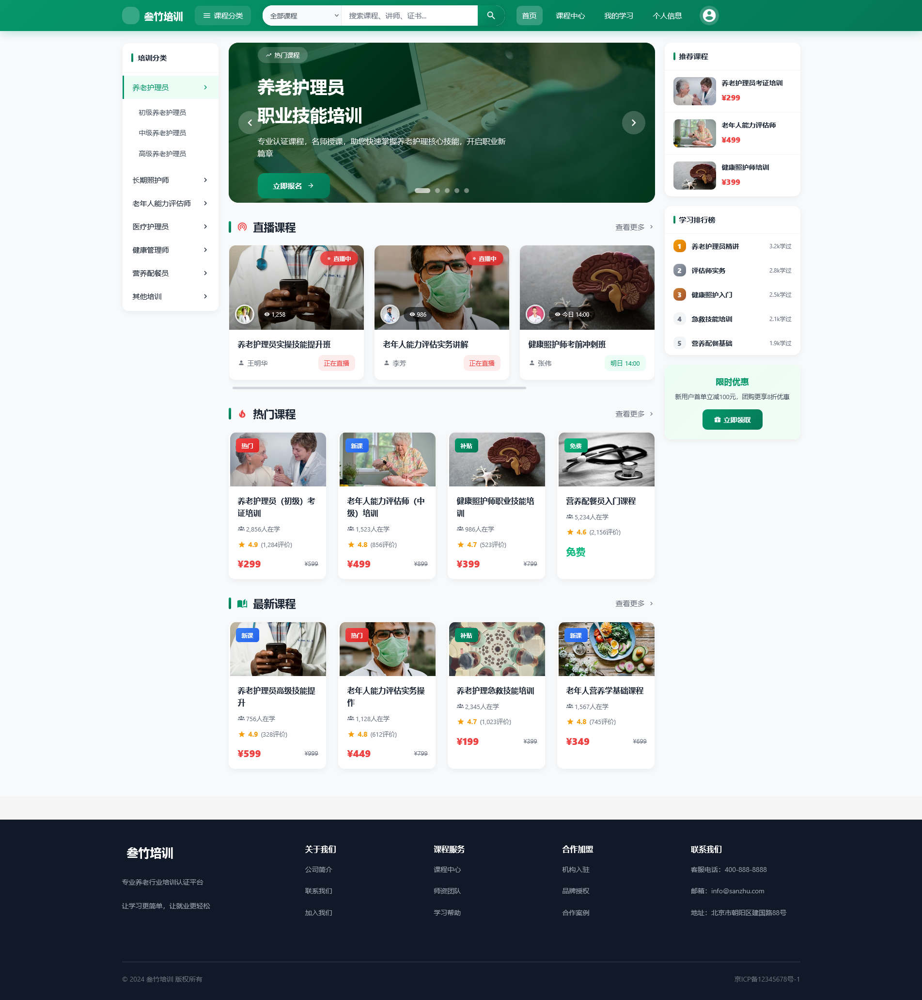 叁竹培训
课程分类
全部课程
搜索课程、讲师、证书...
首页
课程中心
我的学习
个人信息
培训分类
养老护理员
初级养老护理员
中级养老护理员
高级养老护理员
长期照护师
老年人能力评估师
医疗护理员
健康管理师
营养配餐员
其他培训
热门课程
养老护理员
职业技能培训
专业认证课程，名师授课，助您快速掌握养老护理核心技能，开启职业新
篇章
立即报名
推荐课程
养老护理员考证培训
¥299
老年人能力评估师
¥499
健康照护师培训
¥399
学习排行榜
1 养老护理员精讲 3.2k学过
2 评估师实务 2.8k学过
3 健康照护入门 2.5k学过
4 急救技能培训 2.1k学过
5 营养配餐基础 1.9k学过
限时优惠
新用户首单立减100元，团购更享8折优惠
立即领取
直播课程
查看更多
直播中
1,258
养老护理员实操技能提升班
王明华
正在直播
直播中
986
老年人能力评估实务讲解
李芳
正在直播
今日 14:00
健康照护师考前冲刺班
张伟
明日 14:00
热门课程
查看更多
热门
养老护理员（初级）考
证培训
2,856人在学
4.9 (1,284评价)
¥299 ¥599
新课
老年人能力评估师（中
级）培训
1,523人在学
4.8 (856评价)
¥499 ¥899
补贴
健康照护师职业技能培
训
986人在学
4.7 (523评价)
¥399 ¥799
免费
营养配餐员入门课程
5,234人在学
4.6 (2,156评价)
免费
最新课程
查看更多
新课
养老护理员高级技能提
升
756人在学
4.9 (328评价)
¥599 ¥999
热门
老年人能力评估实务操
作
1,128人在学
4.8 (612评价)
¥449 ¥799
补贴
养老护理急救技能培训
2,345人在学
4.7 (1,023评价)
¥199 ¥399
新课
老年人营养学基础课程
1,567人在学
4.8 (745评价)
¥349 ¥699
叁竹培训
专业养老行业培训认证平台
让学习更简单，让就业更轻松
关于我们
公司简介
联系我们
加入我们
课程服务
课程中心
师资团队
学习帮助
合作加盟
机构入驻
品牌授权
合作案例
联系我们
客服电话：400-888-8888
邮箱：info@sanzhu.com
地址：北京市朝阳区建国路88号
© 2024 叁竹培训 版权所有
京ICP备12345678号-1